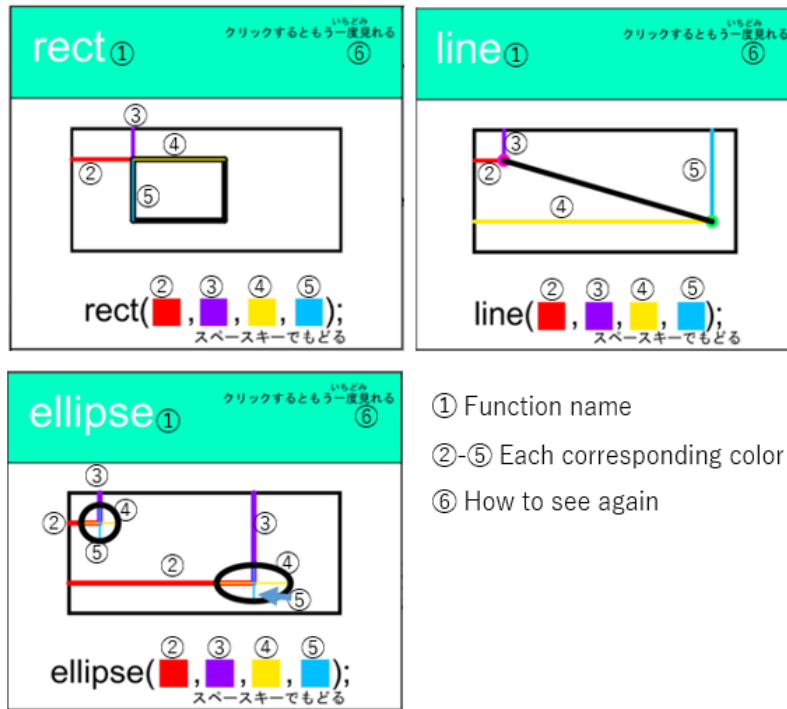 rect①
いちどみ
クリックするともう一度見れる
⑥
③
④
②
⑤
② ③ ④ ⑤
rect( , , , );
スペースキーでもどる
line①
いちどみ
クリックするともう一度見れる
⑥
③
②
⑤
④
② ③ ④ ⑤
line( , , , );
スペースキーでもどる
ellipse①
いちどみ
クリックするともう一度見れる
⑥
③
④
②
③
⑤
②
④
⑤
② ③ ④ ⑤
ellipse( , , , );
スペースキーでもどる
① Function name
②-⑤ Each corresponding color
⑥ How to see again